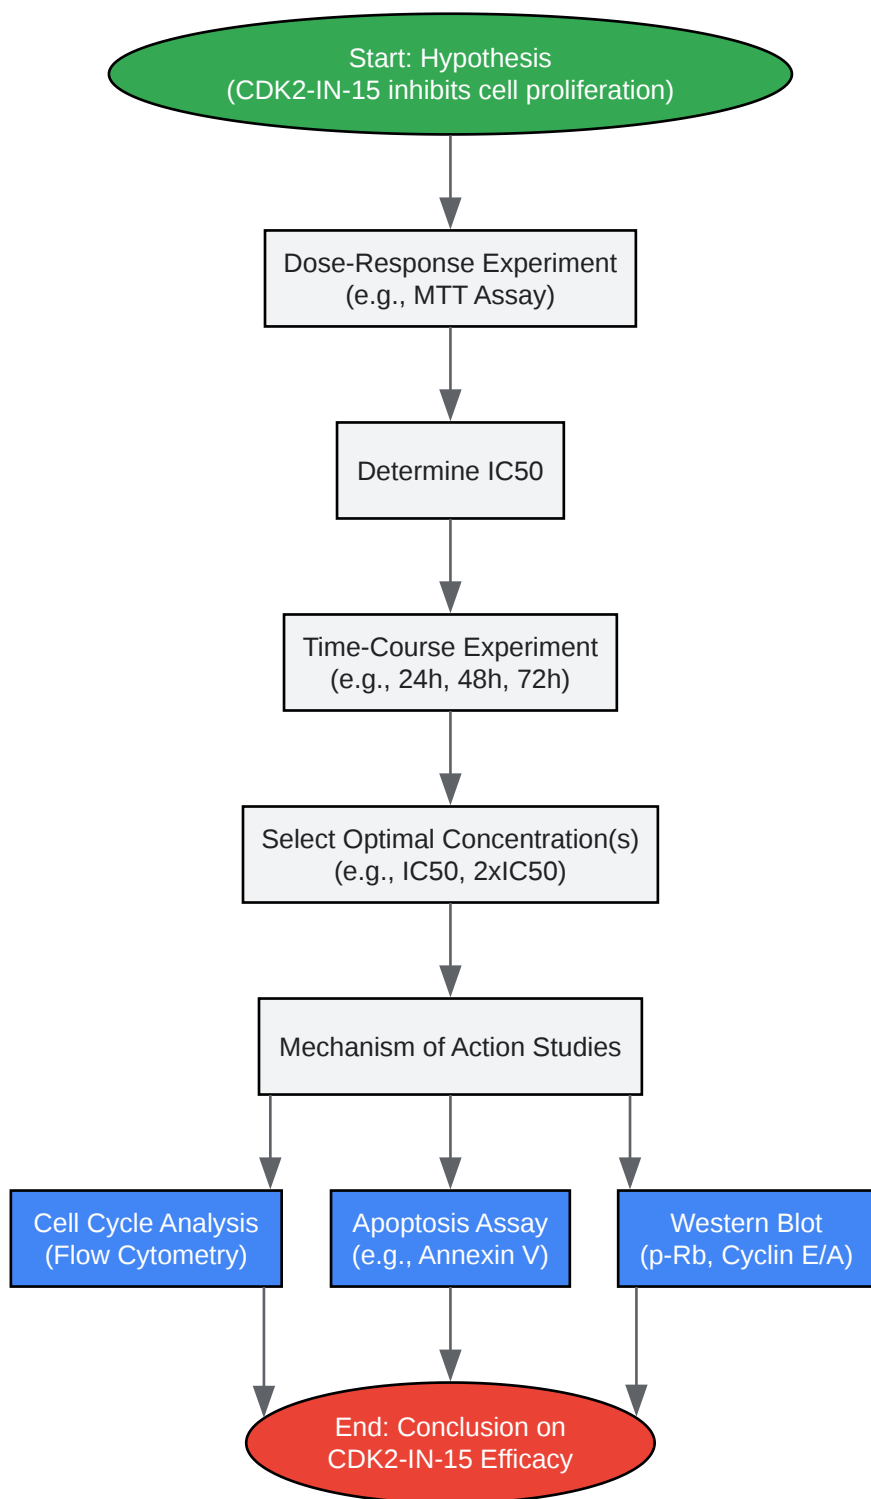 Start: Hypothesis
(CDK2-IN-15 inhibits cell proliferation)
Dose-Response Experiment
(e.g., MTT Assay)
Determine IC50
Time-Course Experiment
(e.g., 24h, 48h, 72h)
Select Optimal Concentration(s)
(e.g., IC50, 2xIC50)
Mechanism of Action Studies
Cell Cycle Analysis
(Flow Cytometry)
Apoptosis Assay
(e.g., Annexin V)
Western Blot
(p-Rb, Cyclin E/A)
End: Conclusion on
CDK2-IN-15 Efficacy